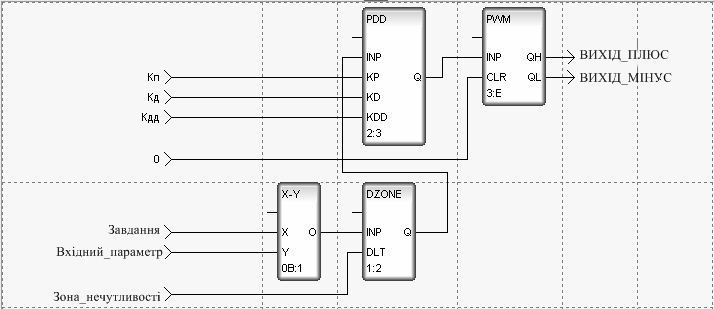 PDD PWM
INP INP QH ВИХІД_ПЛЮС
Кп KP Q CLR QL ВИХІД_МІНУС
Кд KD 3:E
Кдд KDD
2:3
0
X-Y DZONE
Завдання X O INP Q
Вхідний_параметр Y DLT
0B:1 1:2
Зона_нечутливості